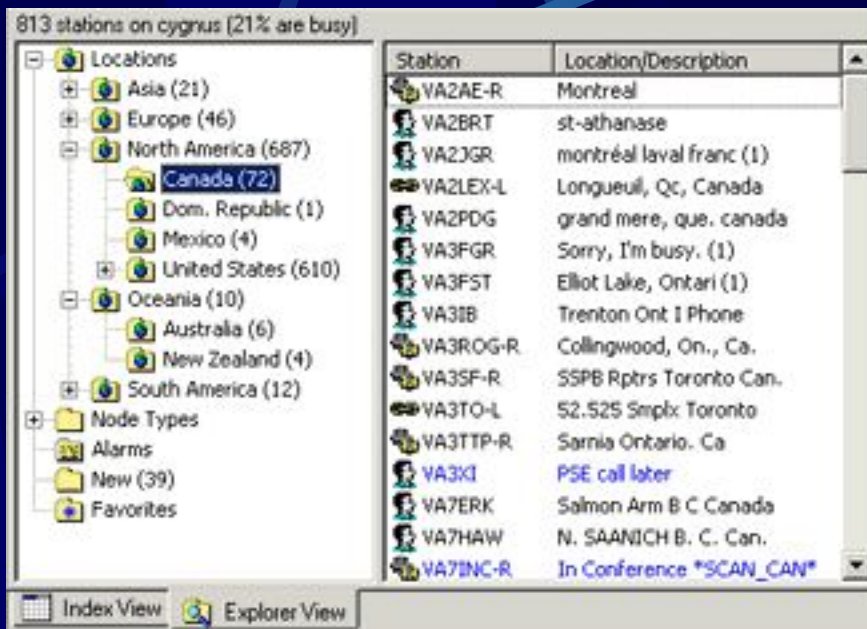 813 stations on cygnus (21% are busy)
Locations
Asia (21)
Europe (46)
North America (687)
Canada (72)
Dom. Republic (1)
Mexico (4)
United States (610)
Oceania (10)
Australia (6)
New Zealand (4)
South America (12)
Node Types
Alarms
New (39)
Favorites
Station Location/Description
VA2AE-R Montreal
VA2BRT st-athanase
VA2JGR montréal laval franc (1)
VA2LEX-L Longueuil, Qc, Canada
VA2PDG grand mere, que. canada
VA3FGR Sorry, I'm busy. (1)
VA3FST Elliot Lake, Ontari (1)
VA3IB Trenton Ont I Phone
VA3ROG-R Collingwood, On., Ca.
VA3SF-R SSPB Rptrs Toronto Can.
VA3TO-L 52.525 Smplx Toronto
VA3TTP-R Sarnia Ontario. Ca
VA3XI PSE call later
VA7ERK Salmon Arm B C Canada
VA7HAW N. SAANICH B. C. Can.
VA7INC-R In Conference *SCAN_CAN*
Index View Explorer View